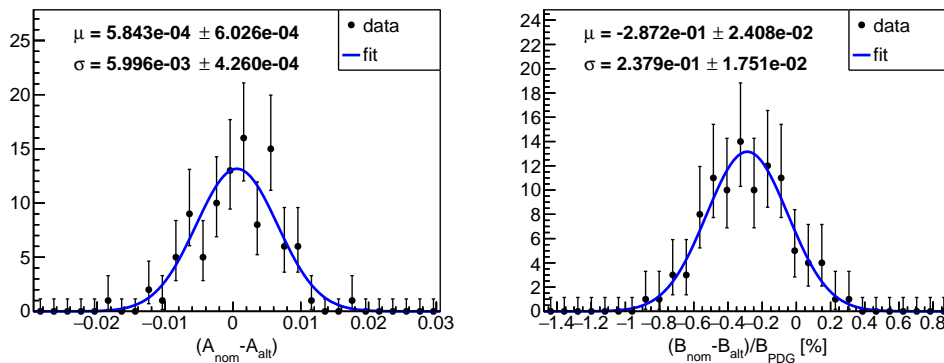 μ = 5.843e-04 ± 6.026e-04
σ = 5.996e-03 ± 4.260e-04
data
fit
25
20
15
10
5
0
−0.02 −0.01 0 0.01 0.02 0.03
(A_nom-A_alt)
μ = -2.872e-01 ± 2.408e-02
σ = 2.379e-01 ± 1.751e-02
data
fit
24
22
20
18
16
14
12
10
8
6
4
2
0
−1.4 −1.2 −1 −0.8 −0.6 −0.4 −0.2 0 0.2 0.4 0.6 0.8
(B_nom-B_alt)/B_PDG [%]